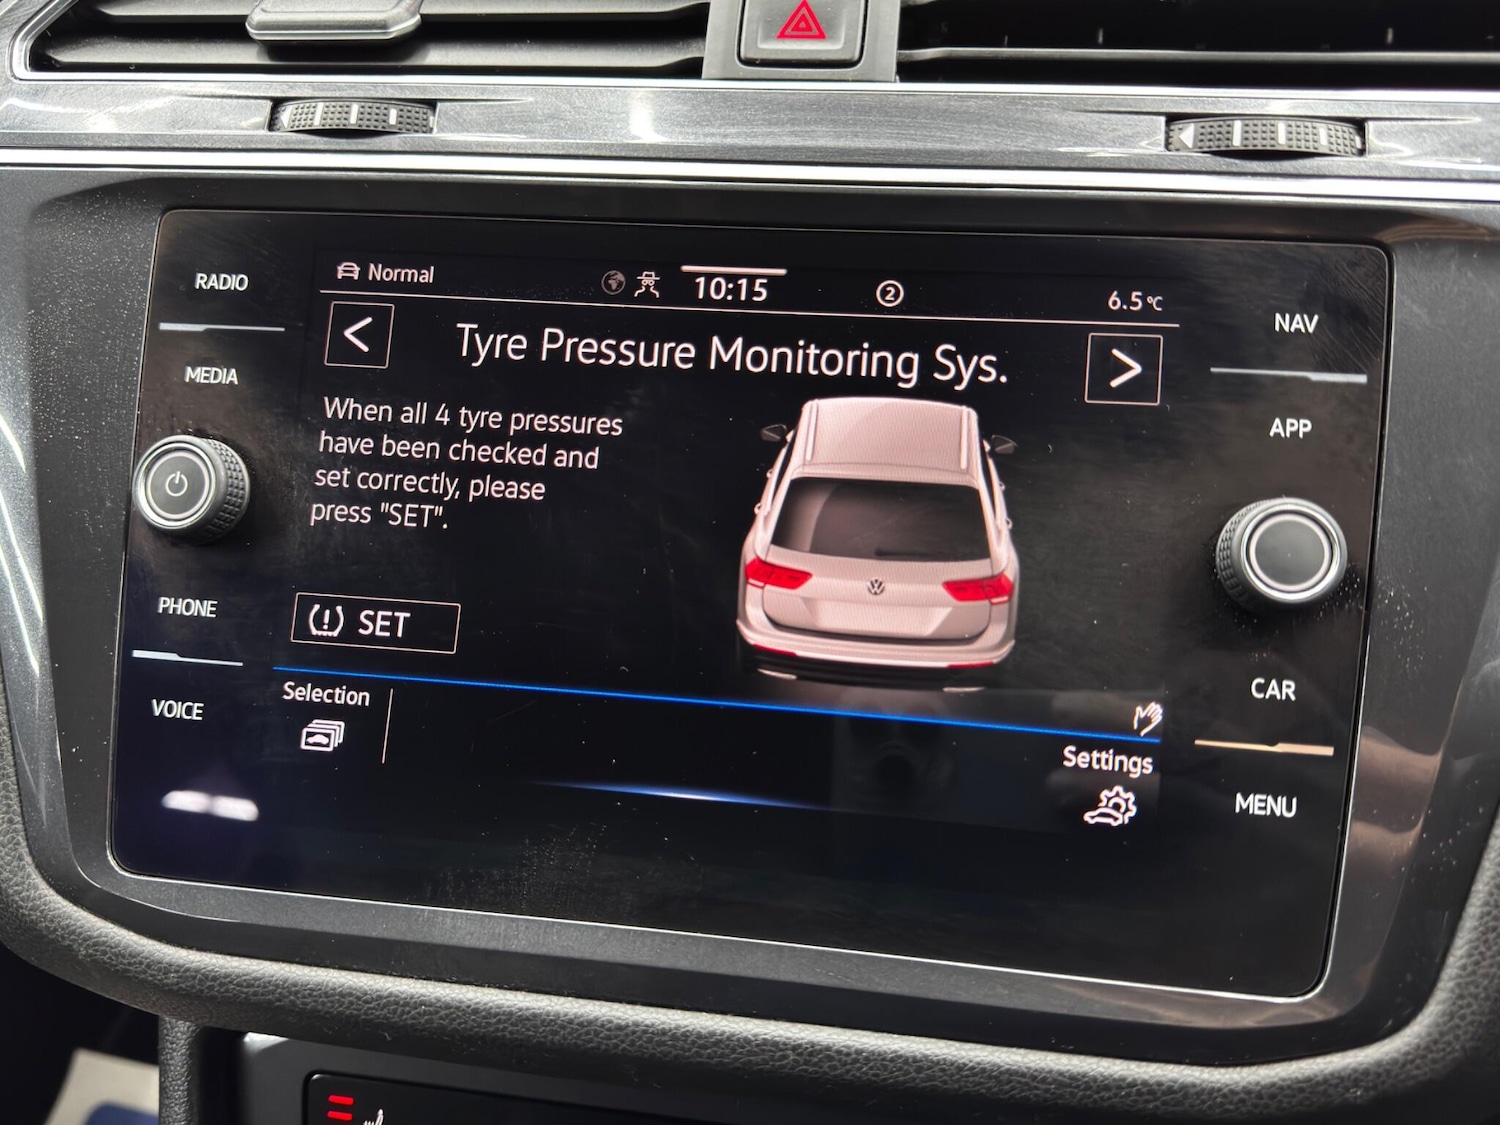 RADIO
MEDIA
PHONE
VOICE
Normal
10:15
2
6.5°C
Tyre Pressure Monitoring Sys.
When all 4 tyre pressures
have been checked and
set correctly, please
press "SET".
SET
Selection
Settings
NAV
APP
CAR
MENU